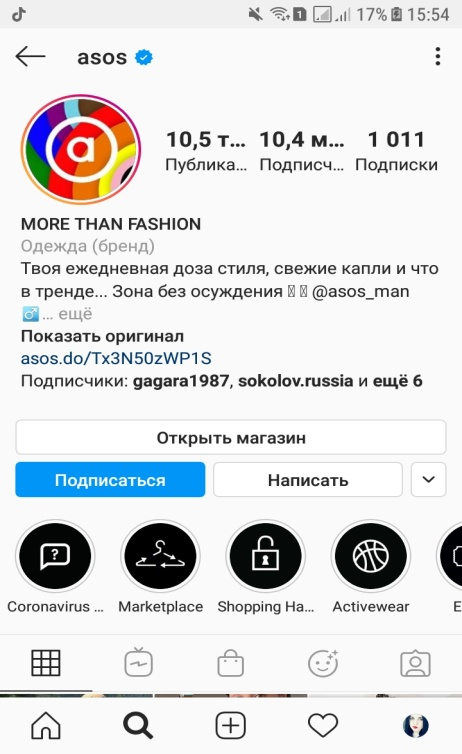 17% 15:54
asos
a
10,5 т... 10,4 м... 1 011
Публика... Подписч... Подписки
MORE THAN FASHION
Одежда (бренд)
Твоя ежедневная доза стиля, свежие капли и что
в тренде... Зона без осуждения @asos_man
... ещё
Показать оригинал
asos.do/Tx3N50zWP1S
Подписчики: gagara1987, sokolov.russia и ещё 6
Открыть магазин
Подписаться Написать
Coronavirus ... Marketplace Shopping Ha... Activewear E